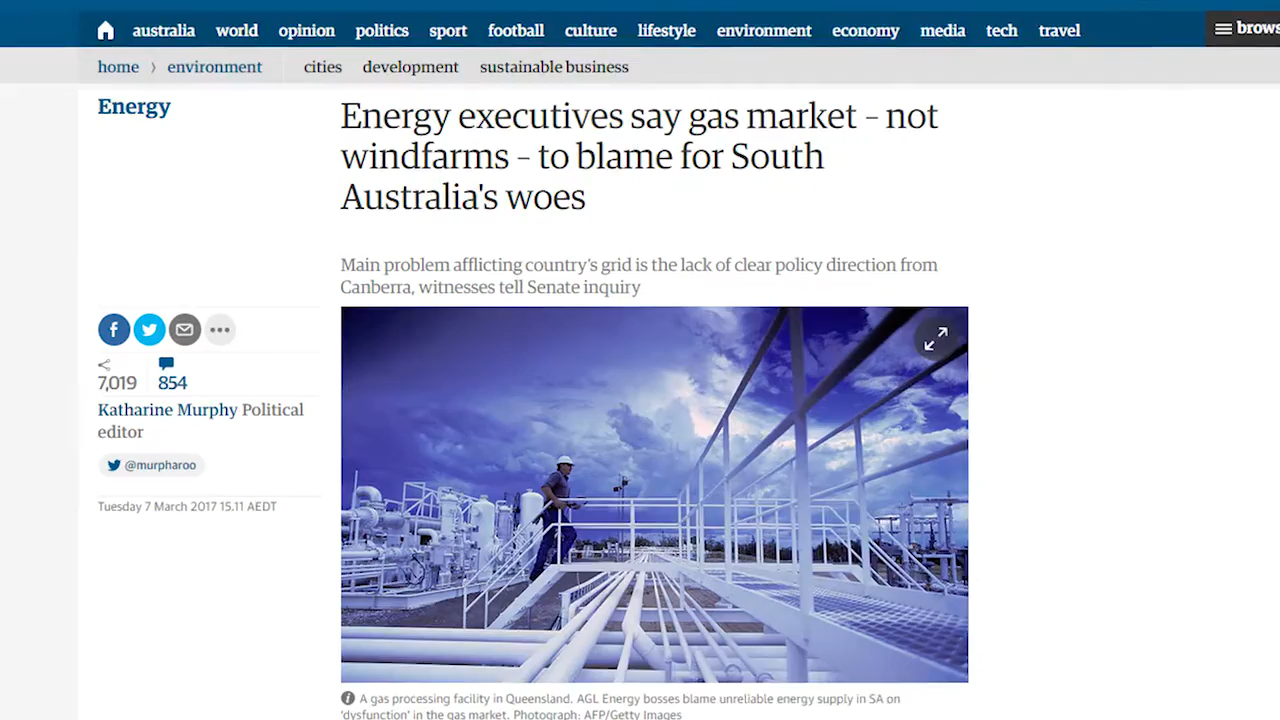 australia world opinion politics sport football culture lifestyle environment economy media tech travel
home › environment cities development sustainable business
Energy
Energy executives say gas market – not
windfarms – to blame for South
Australia's woes
Main problem afflicting country's grid is the lack of clear policy direction from
Canberra, witnesses tell Senate inquiry
7,019 854
Katharine Murphy Political
editor
@murpharoo
Tuesday 7 March 2017 15.11 AEDT
A gas processing facility in Queensland. AGL Energy bosses blame unreliable energy supply in SA on
'dysfunction' in the gas market. Photograph: AFP/Getty Images